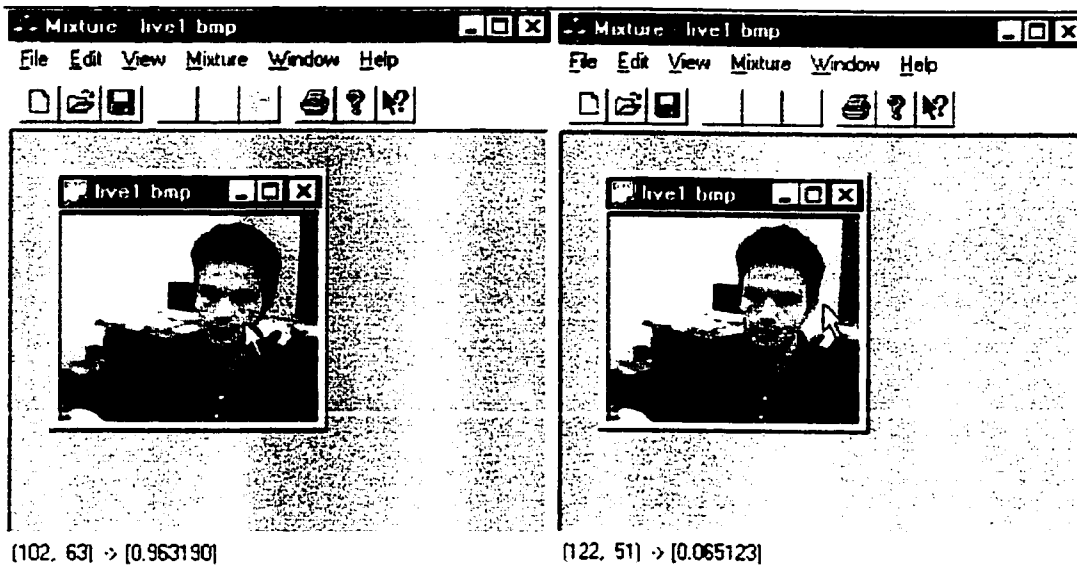 Mixture - live1 bmp
File Edit View Mixture Window Help
live1 bmp
(102, 63) -> [0.963190]
Mixture - live1 bmp
File Edit View Mixture Window Help
live1 bmp
(122, 51) -> [0.065123]